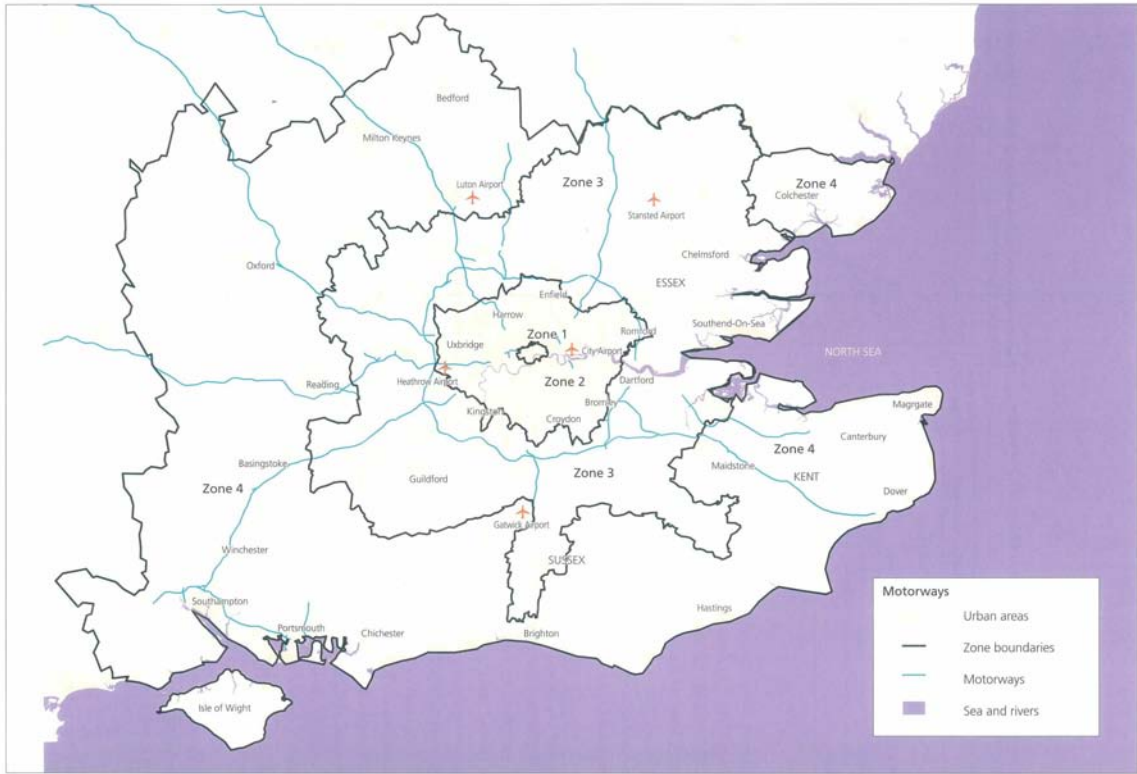 Bedford
Milton Keynes
Luton Airport
Zone 3
Zone 4
Stansted Airport
Colchester
Oxford
Chelmsford
ESSEX
Enfield
Harrow
Southend-On-Sea
Zone 1
Romford
Uxbridge
City Airport
NORTH SEA
Heathrow Airport
Zone 2
Dartford
Reading
Bromley
Kingston
Croydon
Magrgate
Canterbury
Zone 4
Basingstoke
Maidstone
Zone 3
KENT
Guildford
Zone 4
Dover
Gatwick Airport
Winchester
SUSSEX
Southampton
Hastings
Portsmouth
Chichester
Brighton
Isle of Wight
Motorways
Urban areas
Zone boundaries
Motorways
Sea and rivers